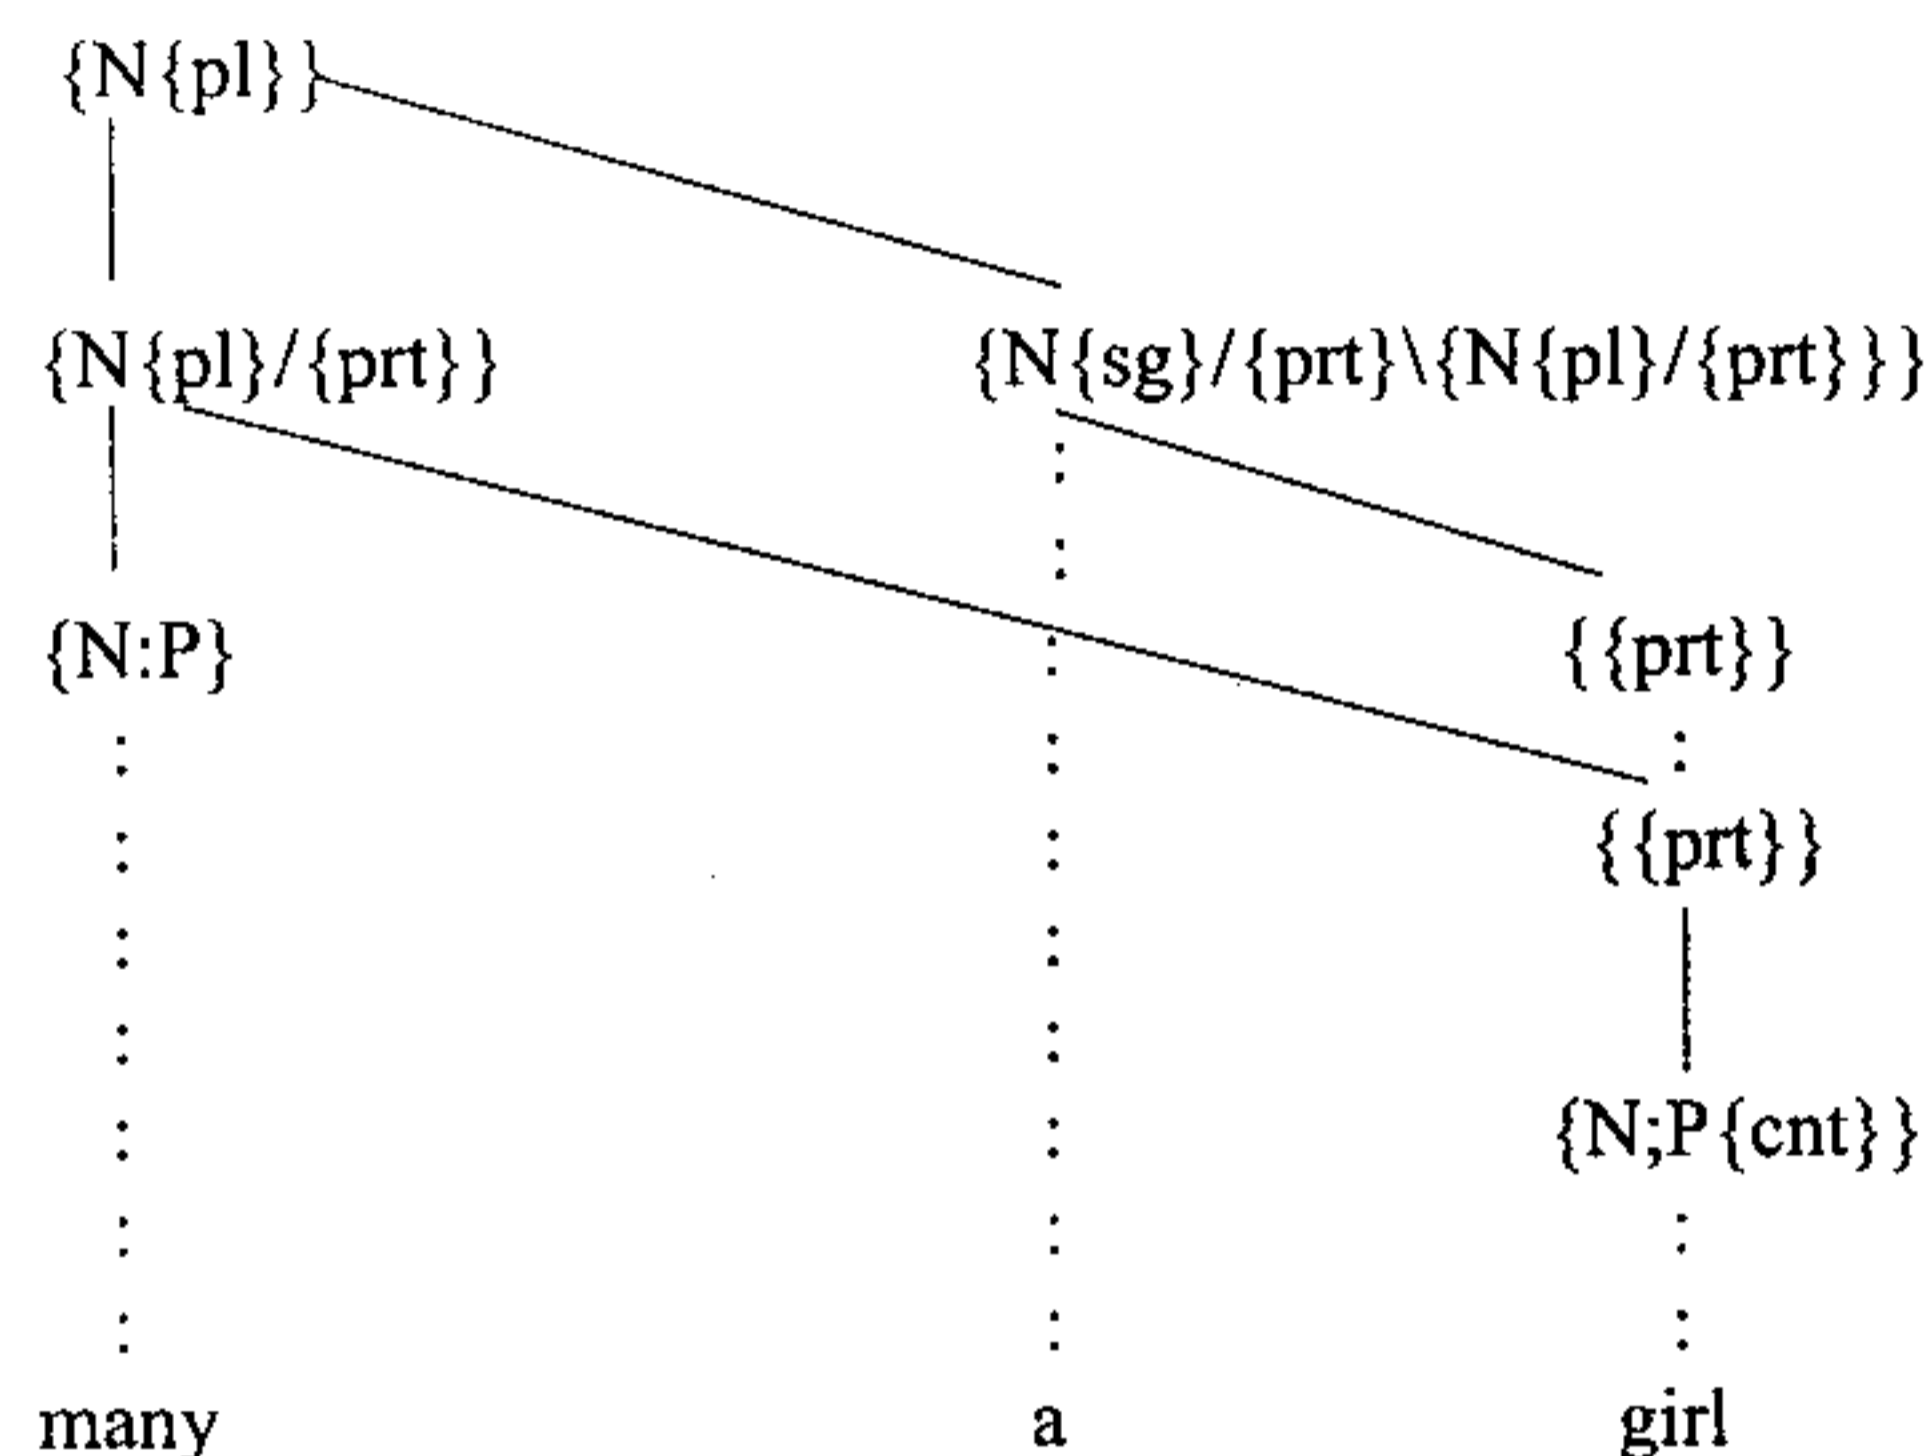 {N{pl}}
{N{pl}/{prt}} {N{sg}/{prt}\{N{pl}/{prt}}}
{N:P} {{prt}}
{{prt}}
{N;P{cnt}}
many a girl